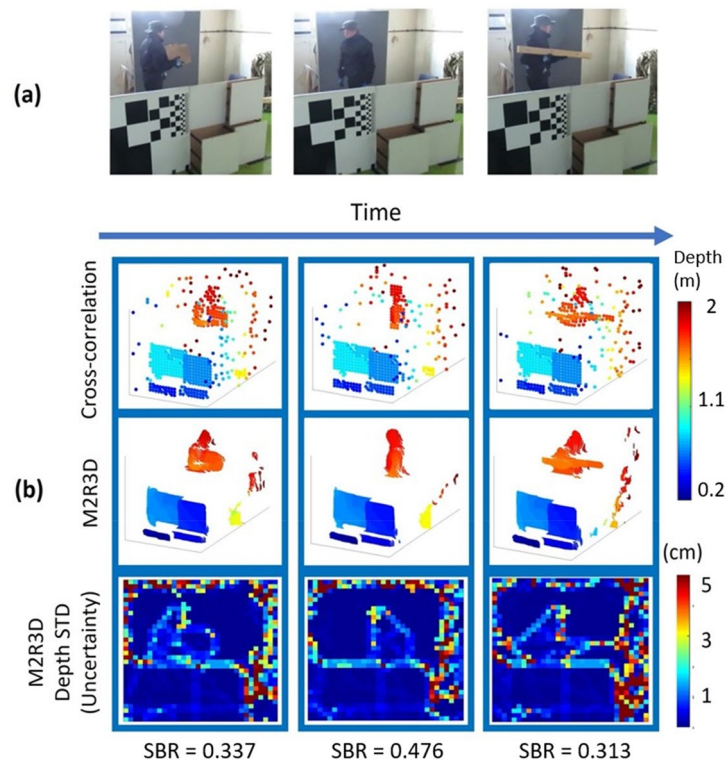 (a)
Time
Depth
(m)
Cross-correlation
2
1.1
0.2
(b)
M2R3D
(cm)
M2R3D
Depth STD
(Uncertainty)
5
3
1
SBR = 0.337
SBR = 0.476
SBR = 0.313